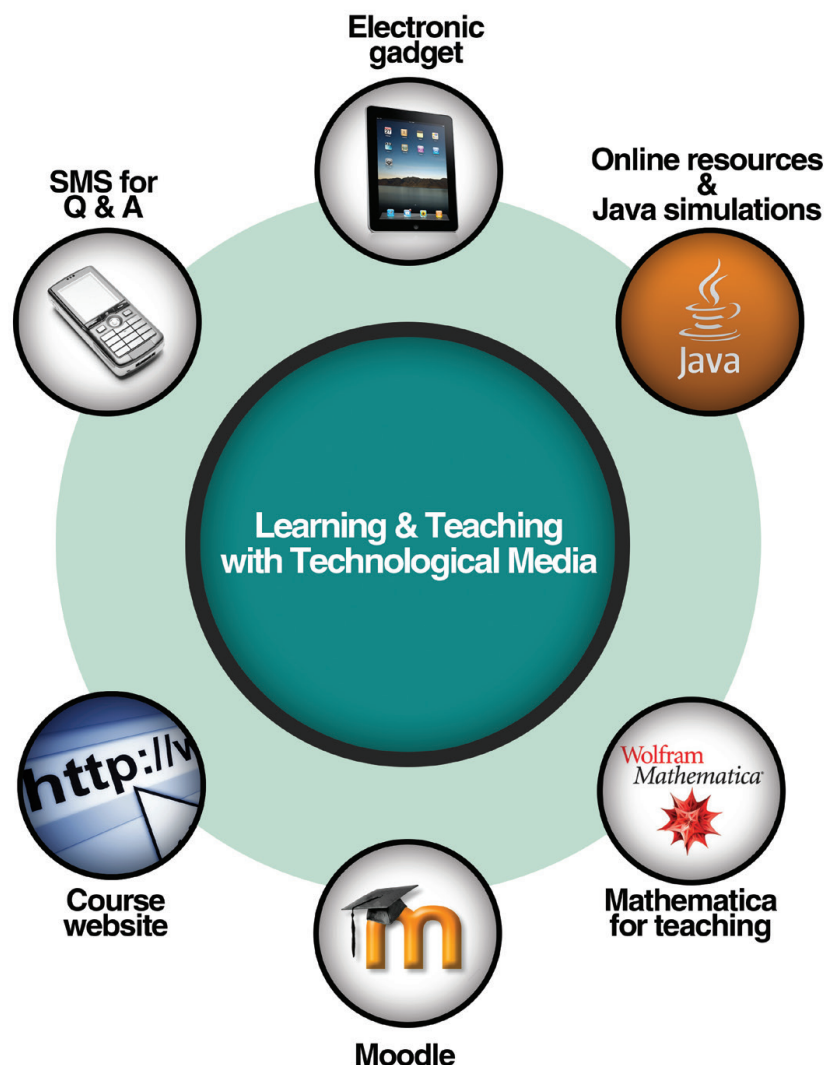 Electronic
gadget
SMS for
Q & A
Online resources
&
Java simulations
Java
Learning & Teaching
with Technological Media
http://w
Course
website
m
Moodle
Wolfram
Mathematica
Mathematica
for teaching